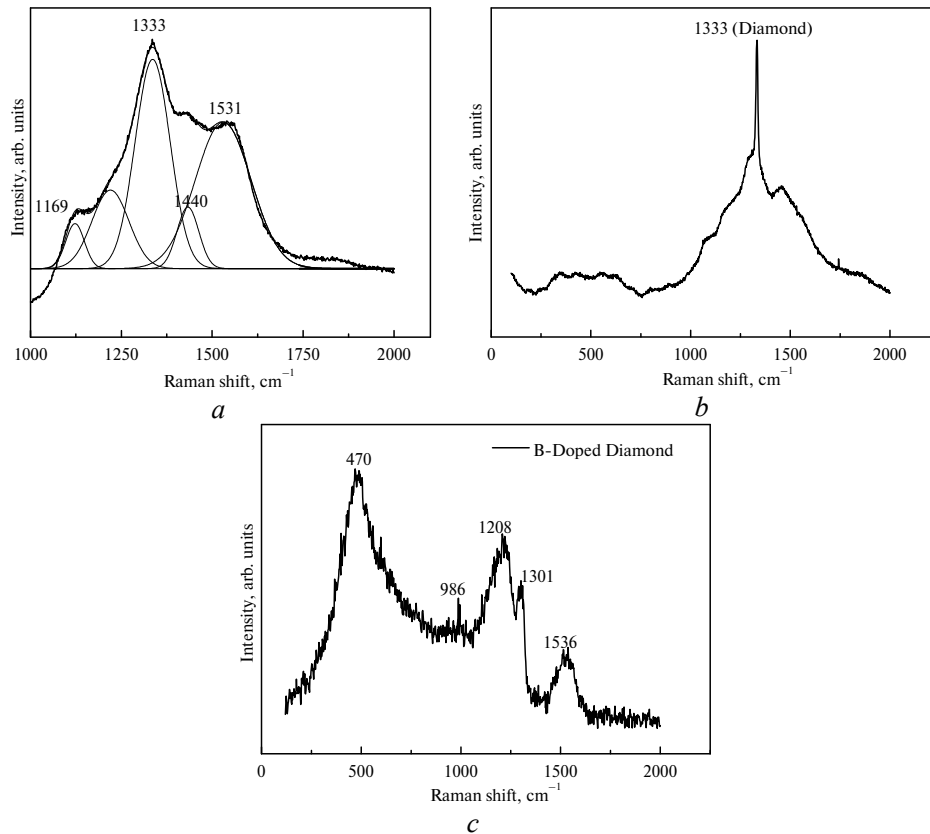 1333
1531
1169
1440
Intensity, arb. units
1000 1250 1500 1750 2000
Raman shift, cm⁻¹
a
1333 (Diamond)
Intensity, arb. units
0 500 1000 1500 2000
Raman shift, cm⁻¹
b
B-Doped Diamond
470
1208
986
1301
1536
Intensity, arb. units
0 500 1000 1500 2000
Raman shift, cm⁻¹
c